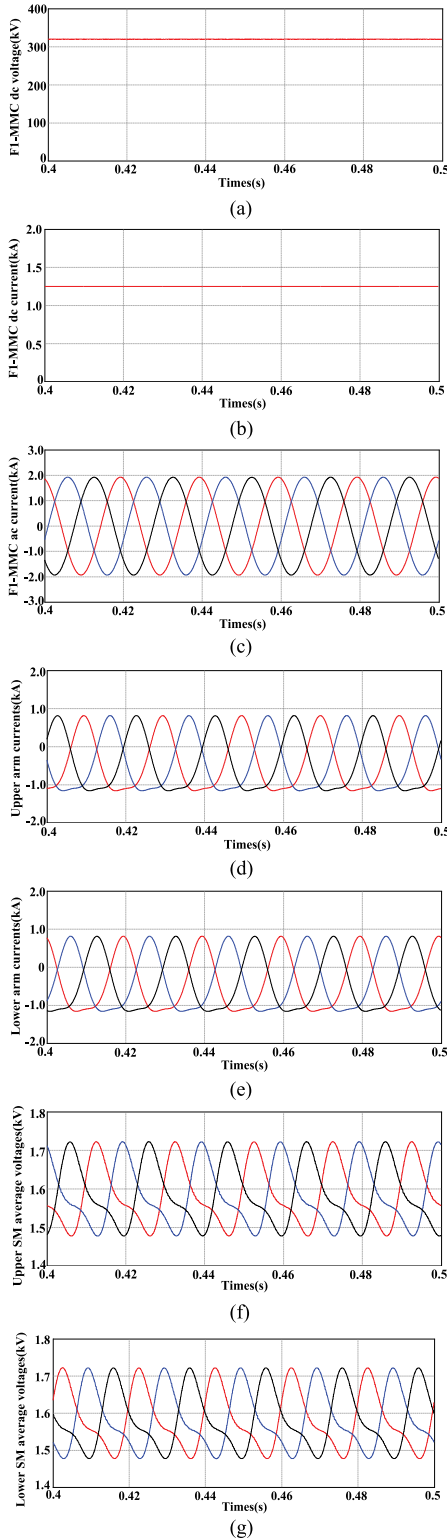 F1-MMC dc voltage(kV)
400
300
200
100
0
0.4 0.42 0.44 0.46 0.48 0.5
Times(s)
(a)
F1-MMC dc current(kA)
2.0
1.5
1.0
0.5
0
0.4 0.42 0.44 0.46 0.48 0.5
Times(s)
(b)
F1-MMC ac current(kA)
3.0
2.0
1.0
0
-1.0
-2.0
-3.0
0.4 0.42 0.44 0.46 0.48 0.5
Times(s)
(c)
Upper arm currents(kA)
2.0
1.0
0
-1.0
-2.0
0.4 0.42 0.44 0.46 0.48 0.5
Times(s)
(d)
Lower arm currents(kA)
2.0
1.0
0
-1.0
-2.0
0.4 0.42 0.44 0.46 0.48 0.5
Times(s)
(e)
Upper SM average voltages(kV)
1.8
1.7
1.6
1.5
1.4
0.4 0.42 0.44 0.46 0.48 0.5
Times(s)
(f)
Lower SM average voltages(kV)
1.8
1.7
1.6
1.5
1.4
0.4 0.42 0.44 0.46 0.48 0.5
Times(s)
(g)